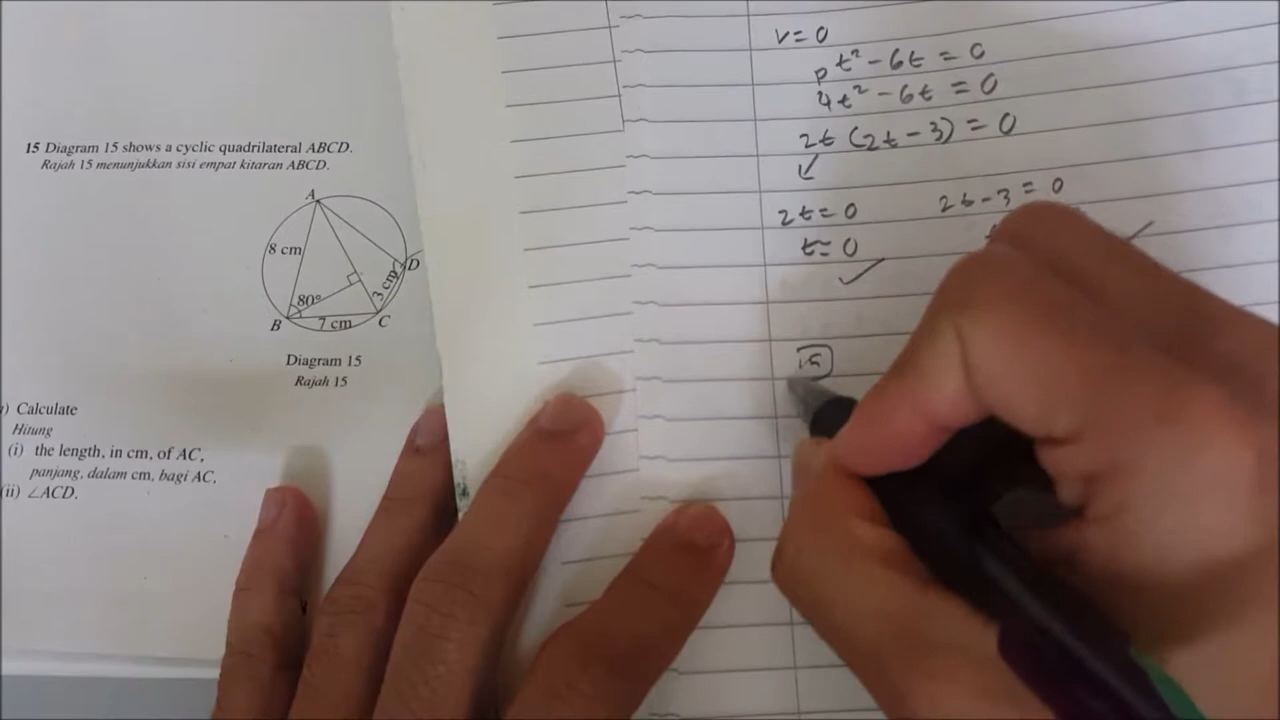 15 Diagram 15 shows a cyclic quadrilateral ABCD.
Rajah 15 menunjukkan sisi empat kitaran ABCD.
A
8 cm
D
80°
3 cm
B
7 cm
C
Diagram 15
Rajah 15
) Calculate
Hitung
(i) the length, in cm, of AC,
panjang, dalam cm, bagi AC,
(ii) ∠ACD.
v = 0
pt² - 6t = 0
4t² - 6t = 0
2t (2t - 3) = 0
2t = 0
2t - 3 = 0
t = 0
15